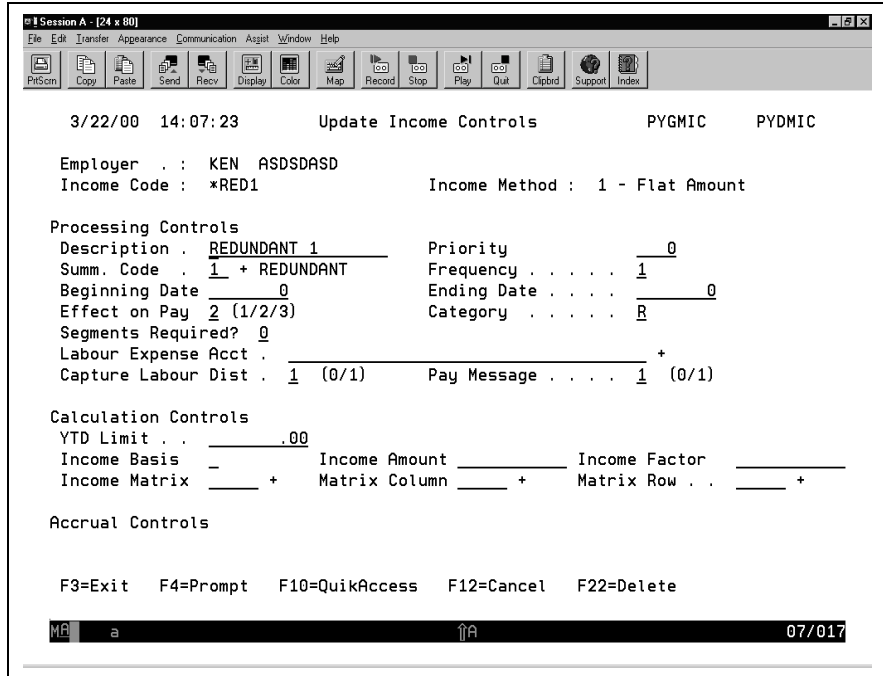 Session A - [24 x 80]
File Edit Transfer Appearance Communication Assist Window Help
PrtScrn Copy Paste Send Recv Display Color Map Record Stop Play Quit Clipbrd Support Index
3/22/00 14:07:23 Update Income Controls PYGMIC PYDMIC
Employer . : KEN ASDSDASD
Income Code : *RED1 Income Method : 1 - Flat Amount
Processing Controls
Description . REDUNDANT 1 Priority 0
Summ. Code . 1 + REDUNDANT Frequency . . . . . 1
Beginning Date 0 Ending Date . . . . 0
Effect on Pay 2 (1/2/3) Category . . . . . R
Segments Required? 0
Labour Expense Acct . +
Capture Labour Dist . 1 (0/1) Pay Message . . . . 1 (0/1)
Calculation Controls
YTD Limit . . .00
Income Basis Income Amount Income Factor
Income Matrix + Matrix Column + Matrix Row . . +
Accrual Controls
F3=Exit F4=Prompt F10=QuikAccess F12=Cancel F22=Delete
MA a ⇧A 07/017